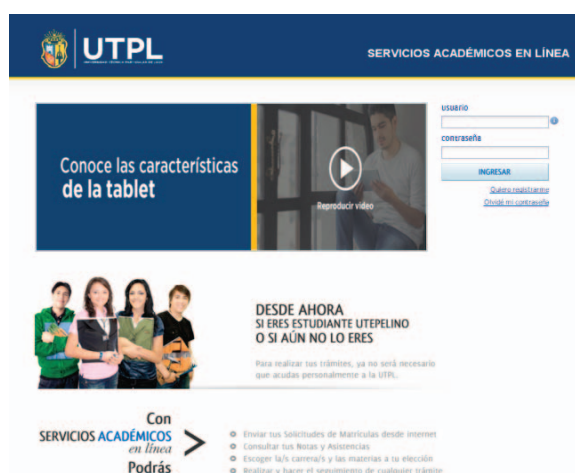 UTPL
SERVICIOS ACADÉMICOS EN LÍNEA
usuario
contraseña
INGRESAR
Quiero registrarme
Olvidé mi contraseña
Conoce las características
de la tablet
Reproducir video
DESDE AHORA
SI ERES ESTUDIANTE UTEPELINO
O SI AÚN NO LO ERES
Para realizar tus trámites, ya no será necesario
que acudas personalmente a la UTPL.
Con
SERVICIOS ACADÉMICOS
en línea
Podrás
Enviar tus Solicitudes de Matrículas desde internet
Consultar tus Notas y Asistencias
Escoger la/s carrera/s y las materias a tu elección
Realizar y hacer el seguimiento de cualquier trámite